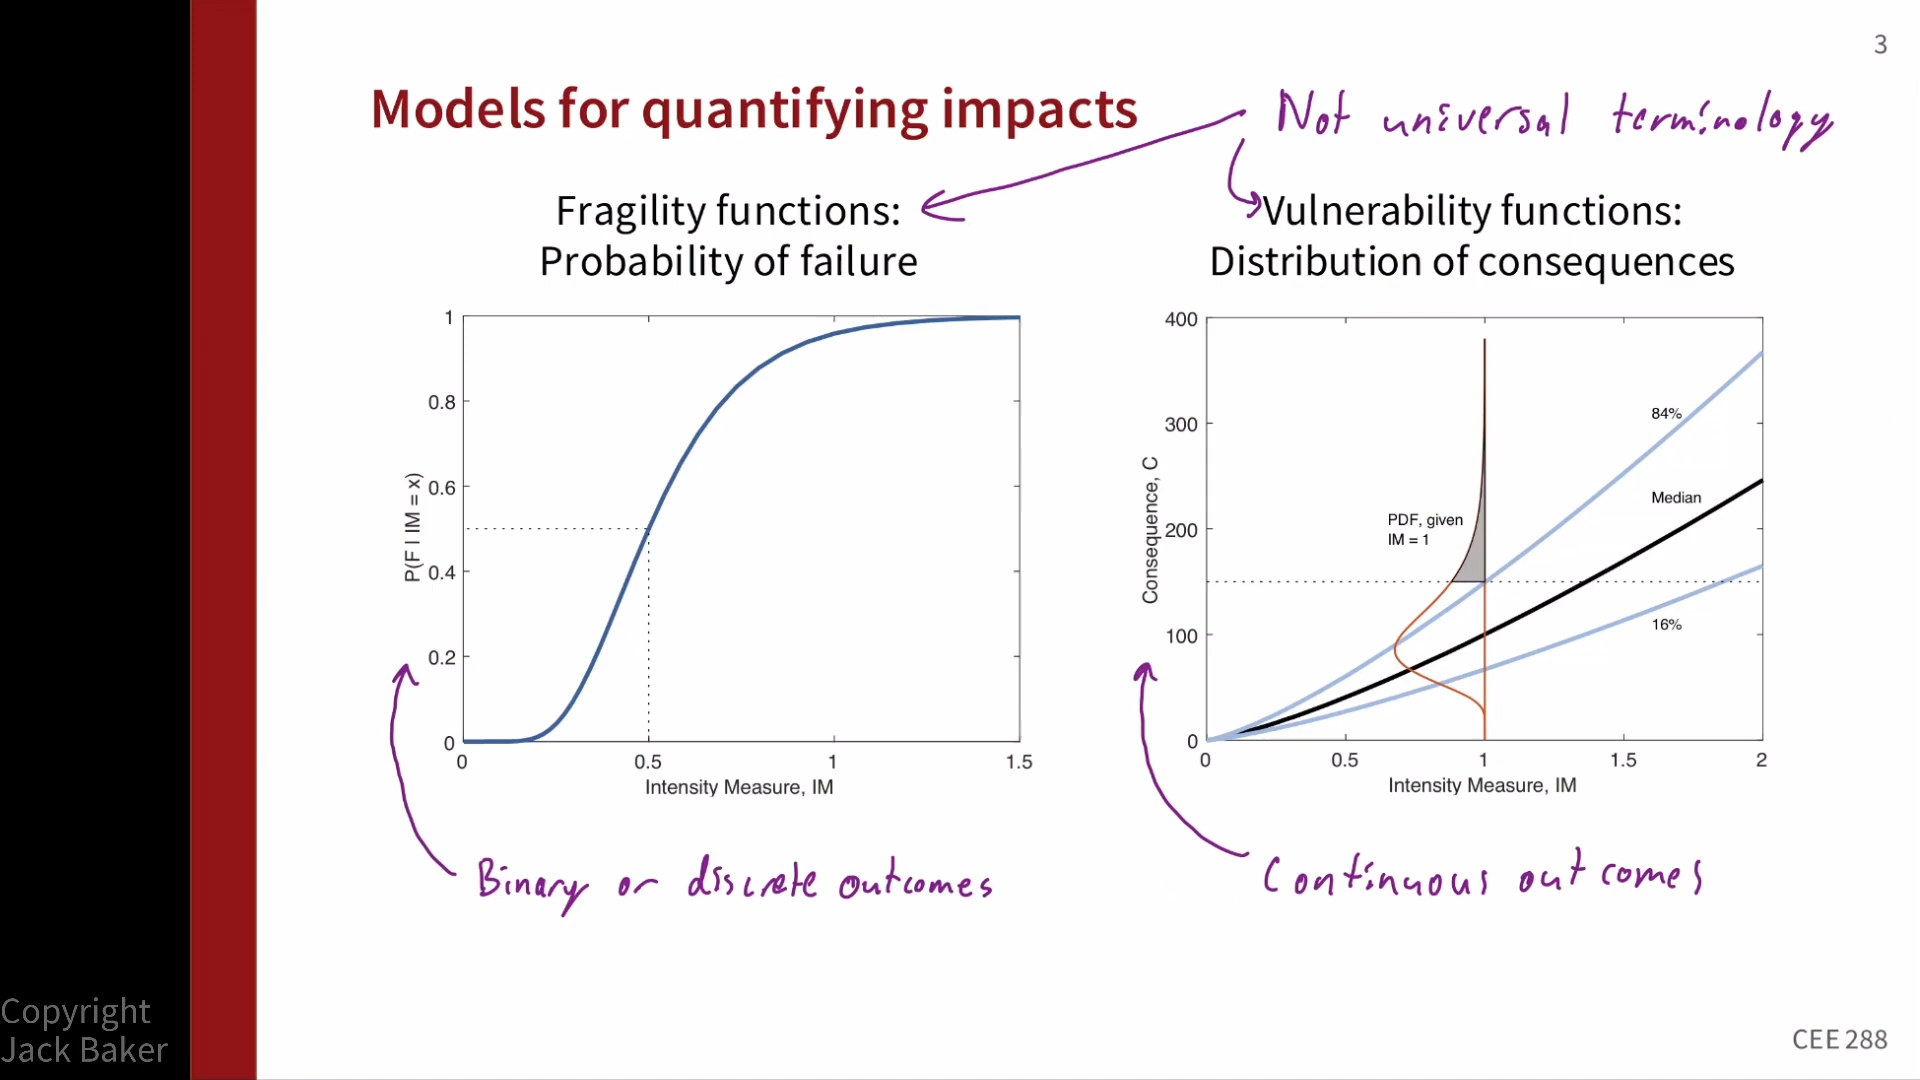 3
Models for quantifying impacts
Not universal terminology
Fragility functions:
Probability of failure
Vulnerability functions:
Distribution of consequences
1
0.8
0.6
0.4
0.2
0
P(F | IM = x)
0
0.5
1
1.5
Intensity Measure, IM
400
300
200
100
0
Consequence, C
84%
Median
PDF, given
IM = 1
16%
0
0.5
1
1.5
2
Intensity Measure, IM
Binary or discrete outcomes
Continuous outcomes
Copyright
Jack Baker
CEE 288